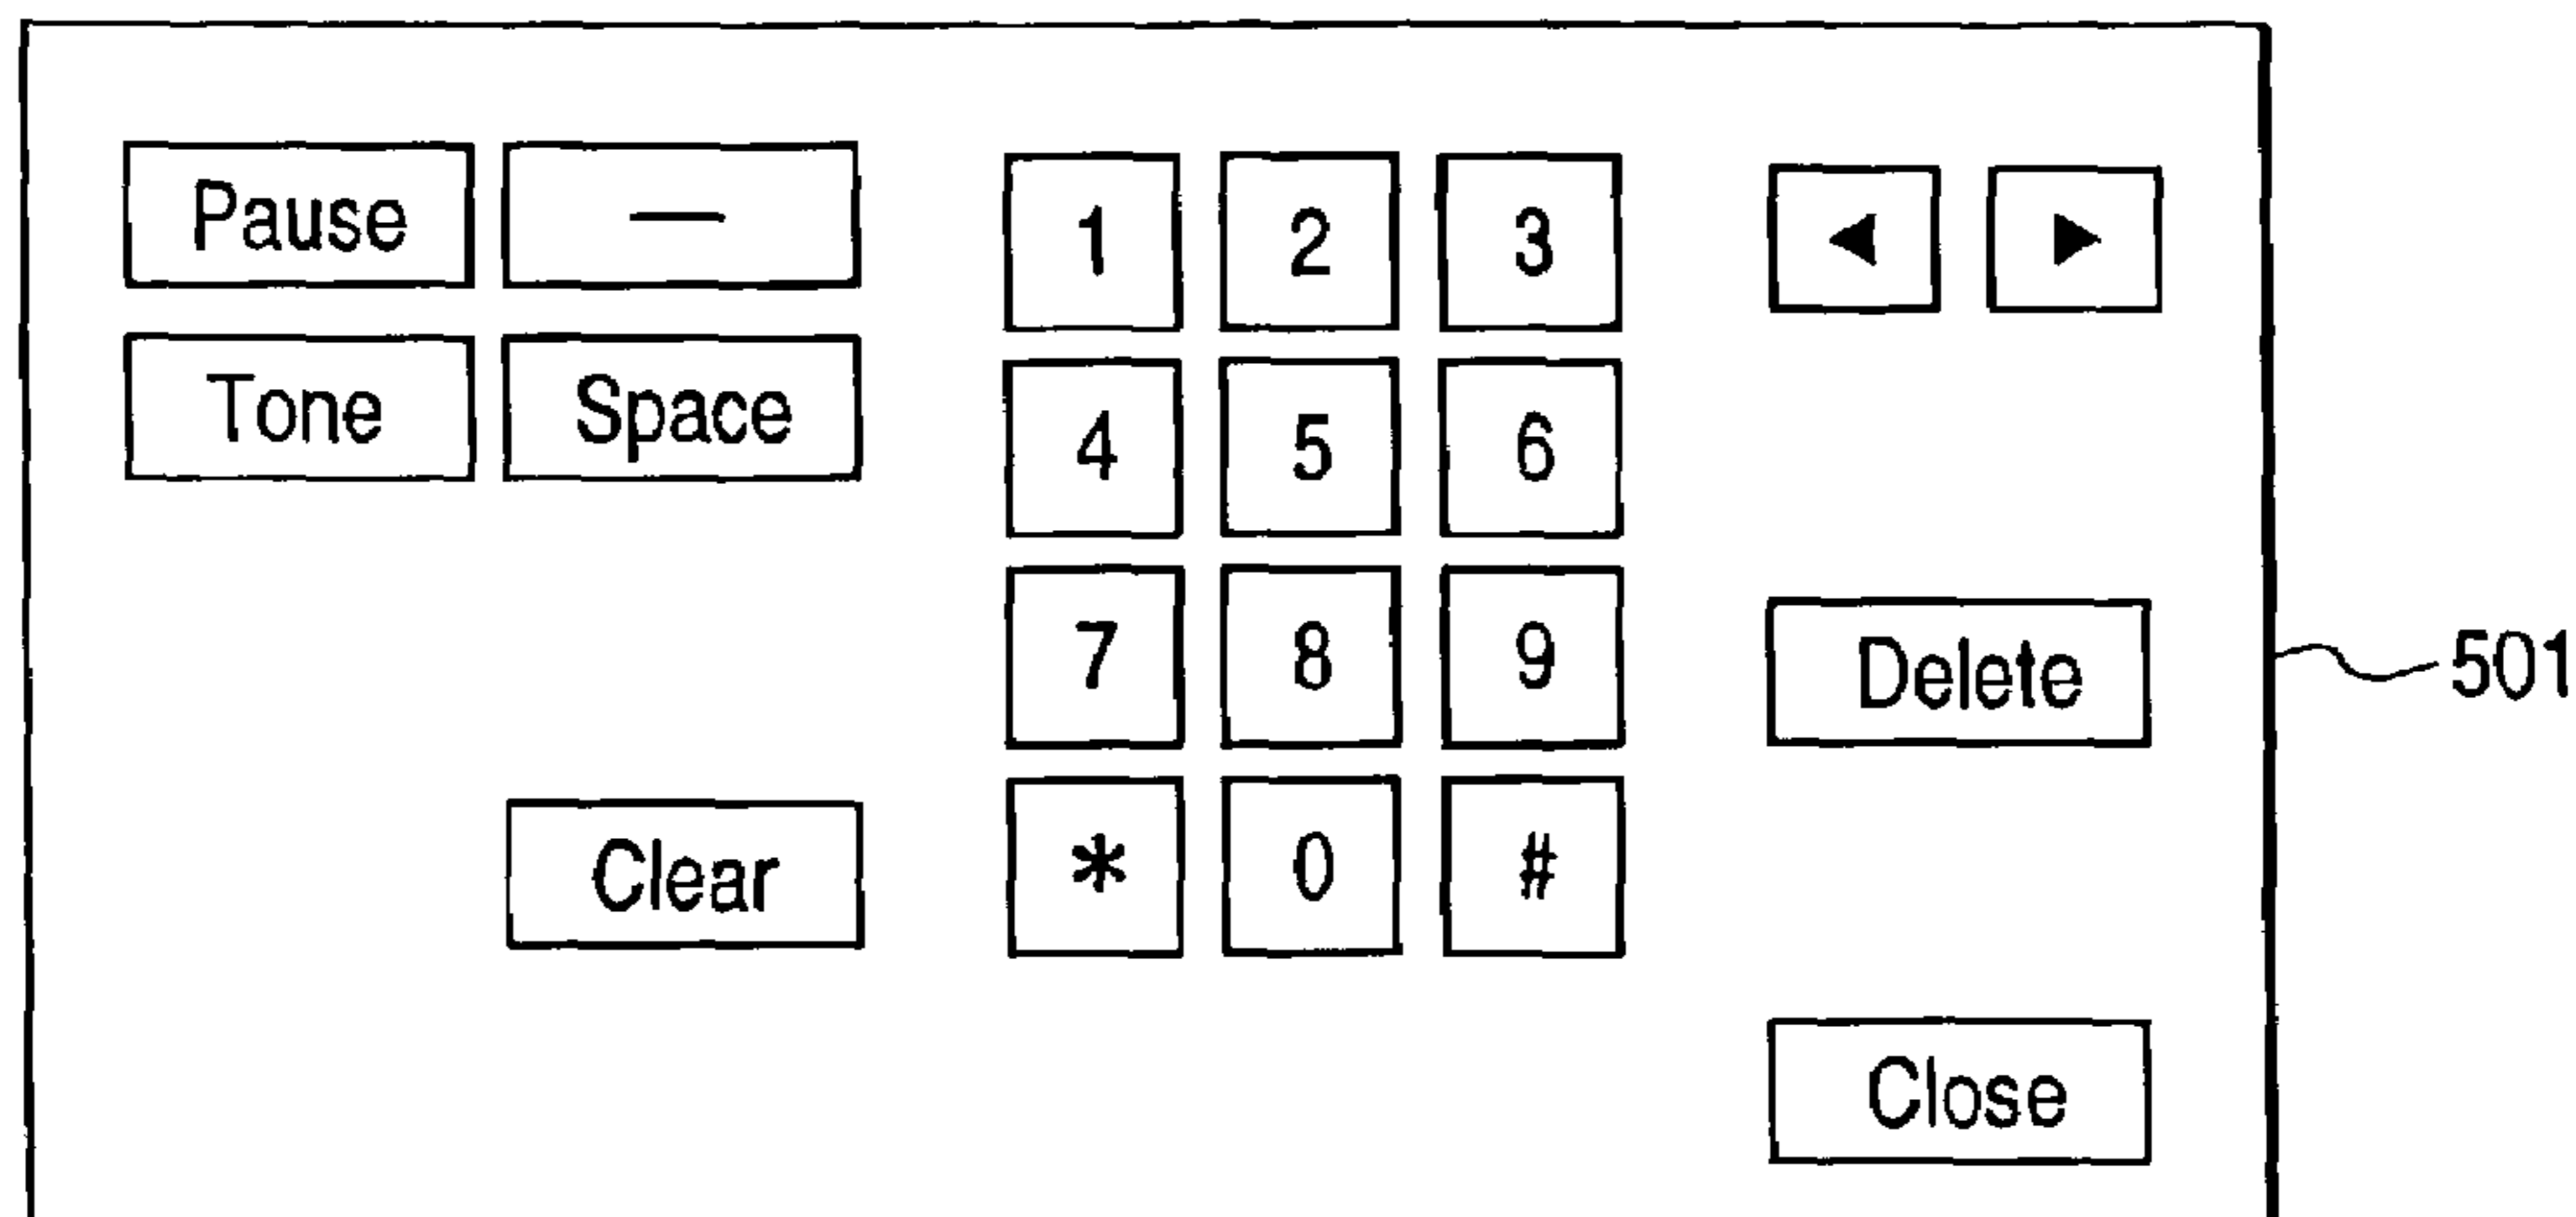 Pause — 1 2 3 ◀ ▶
Tone Space 4 5 6
7 8 9 Delete 501
Clear * 0 #
Close